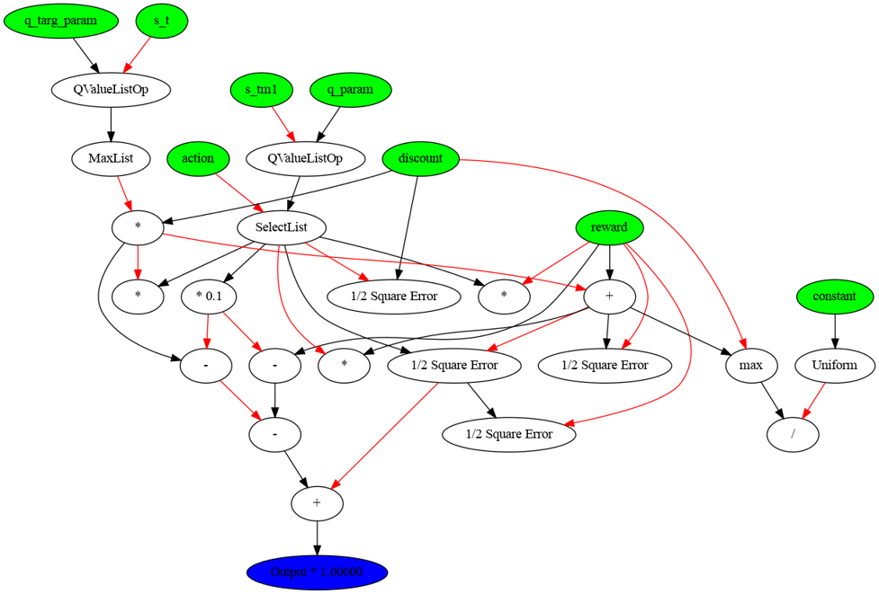 q_targ_param
s_t
QValueListOp
s_tm1
q_param
MaxList
action
QValueListOp
discount
*
SelectList
reward
*
* 0.1
1/2 Square Error
*
+
constant
-
-
*
1/2 Square Error
1/2 Square Error
max
Uniform
-
1/2 Square Error
/
+
Output * 1.00000